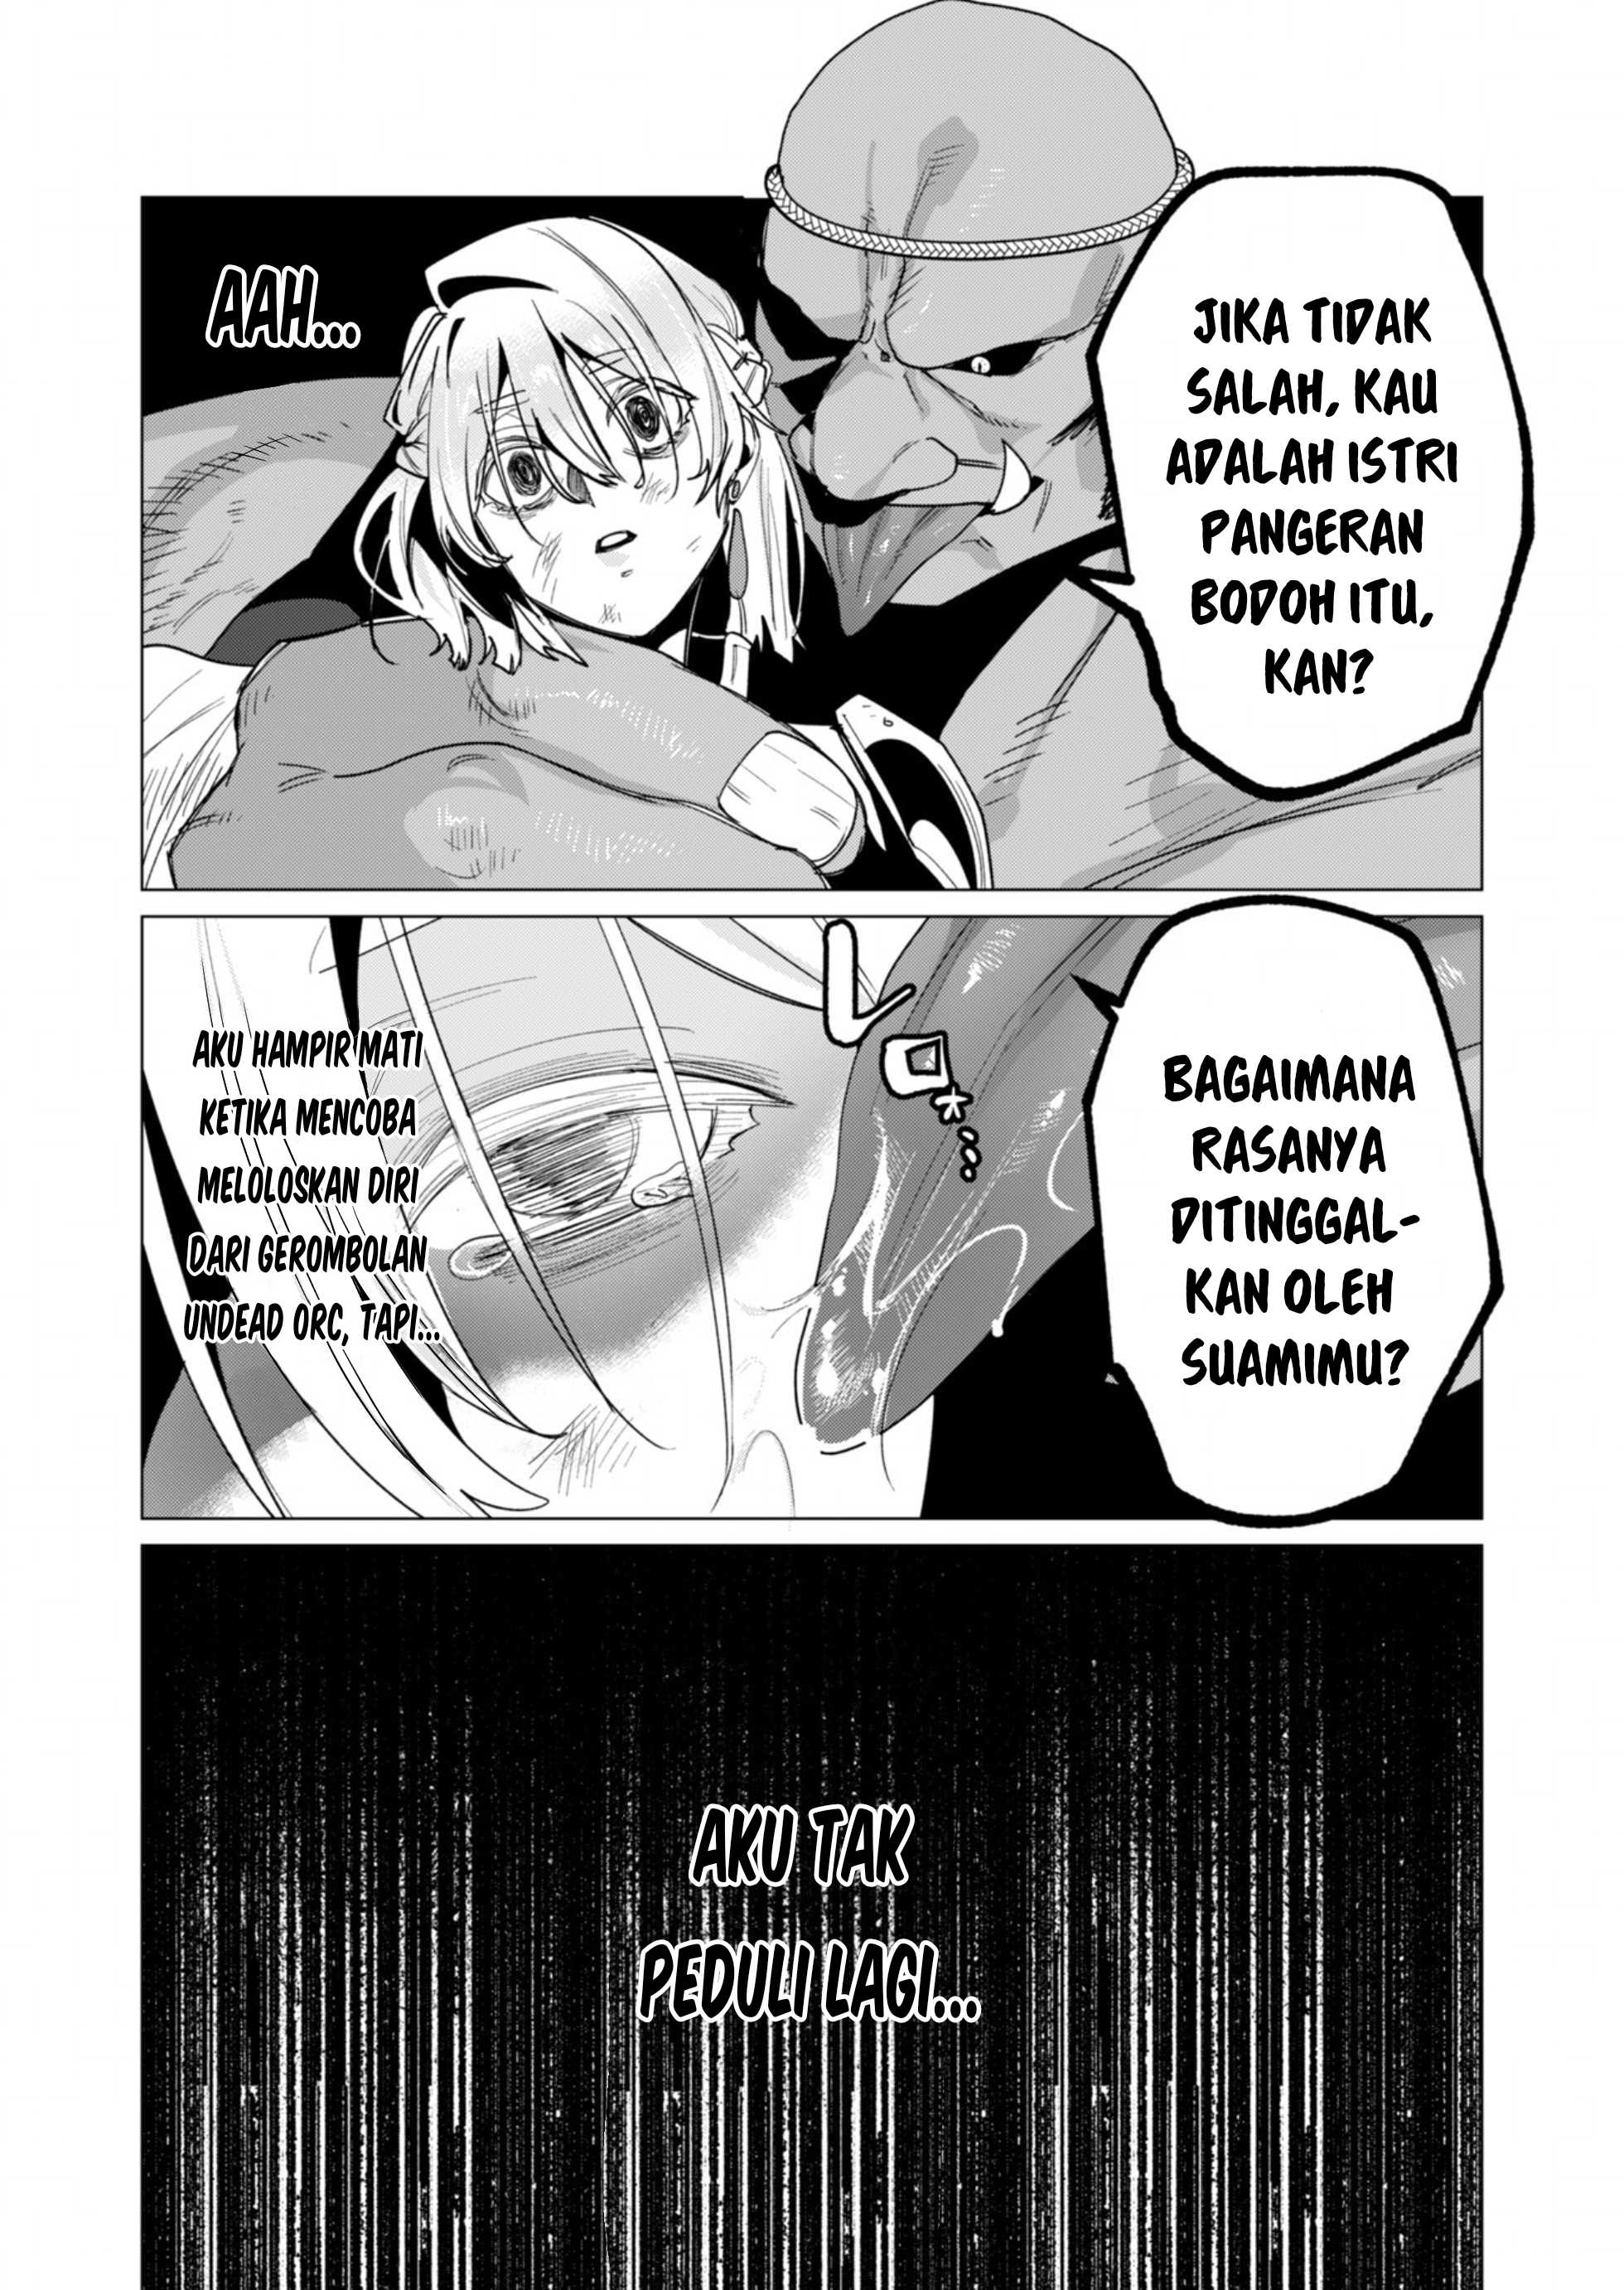 JIKA TIDAK
SALAH, KAU
ADALAH ISTRI
PANGERAN
BODOH ITU,
KAN?
AAH...
BAGAIMANA
RASANYA
DITINGGAL-
KAN OLEH
SUAMIMU?
レロ...
AKU HAMPIR MATI
KETIKA MENCOBA
MELOLOSKAN DIRI
DARI GEROMBOLAN
UNDEAD ORC, TAPI...
AKU TAK
PEDULI LAGI...